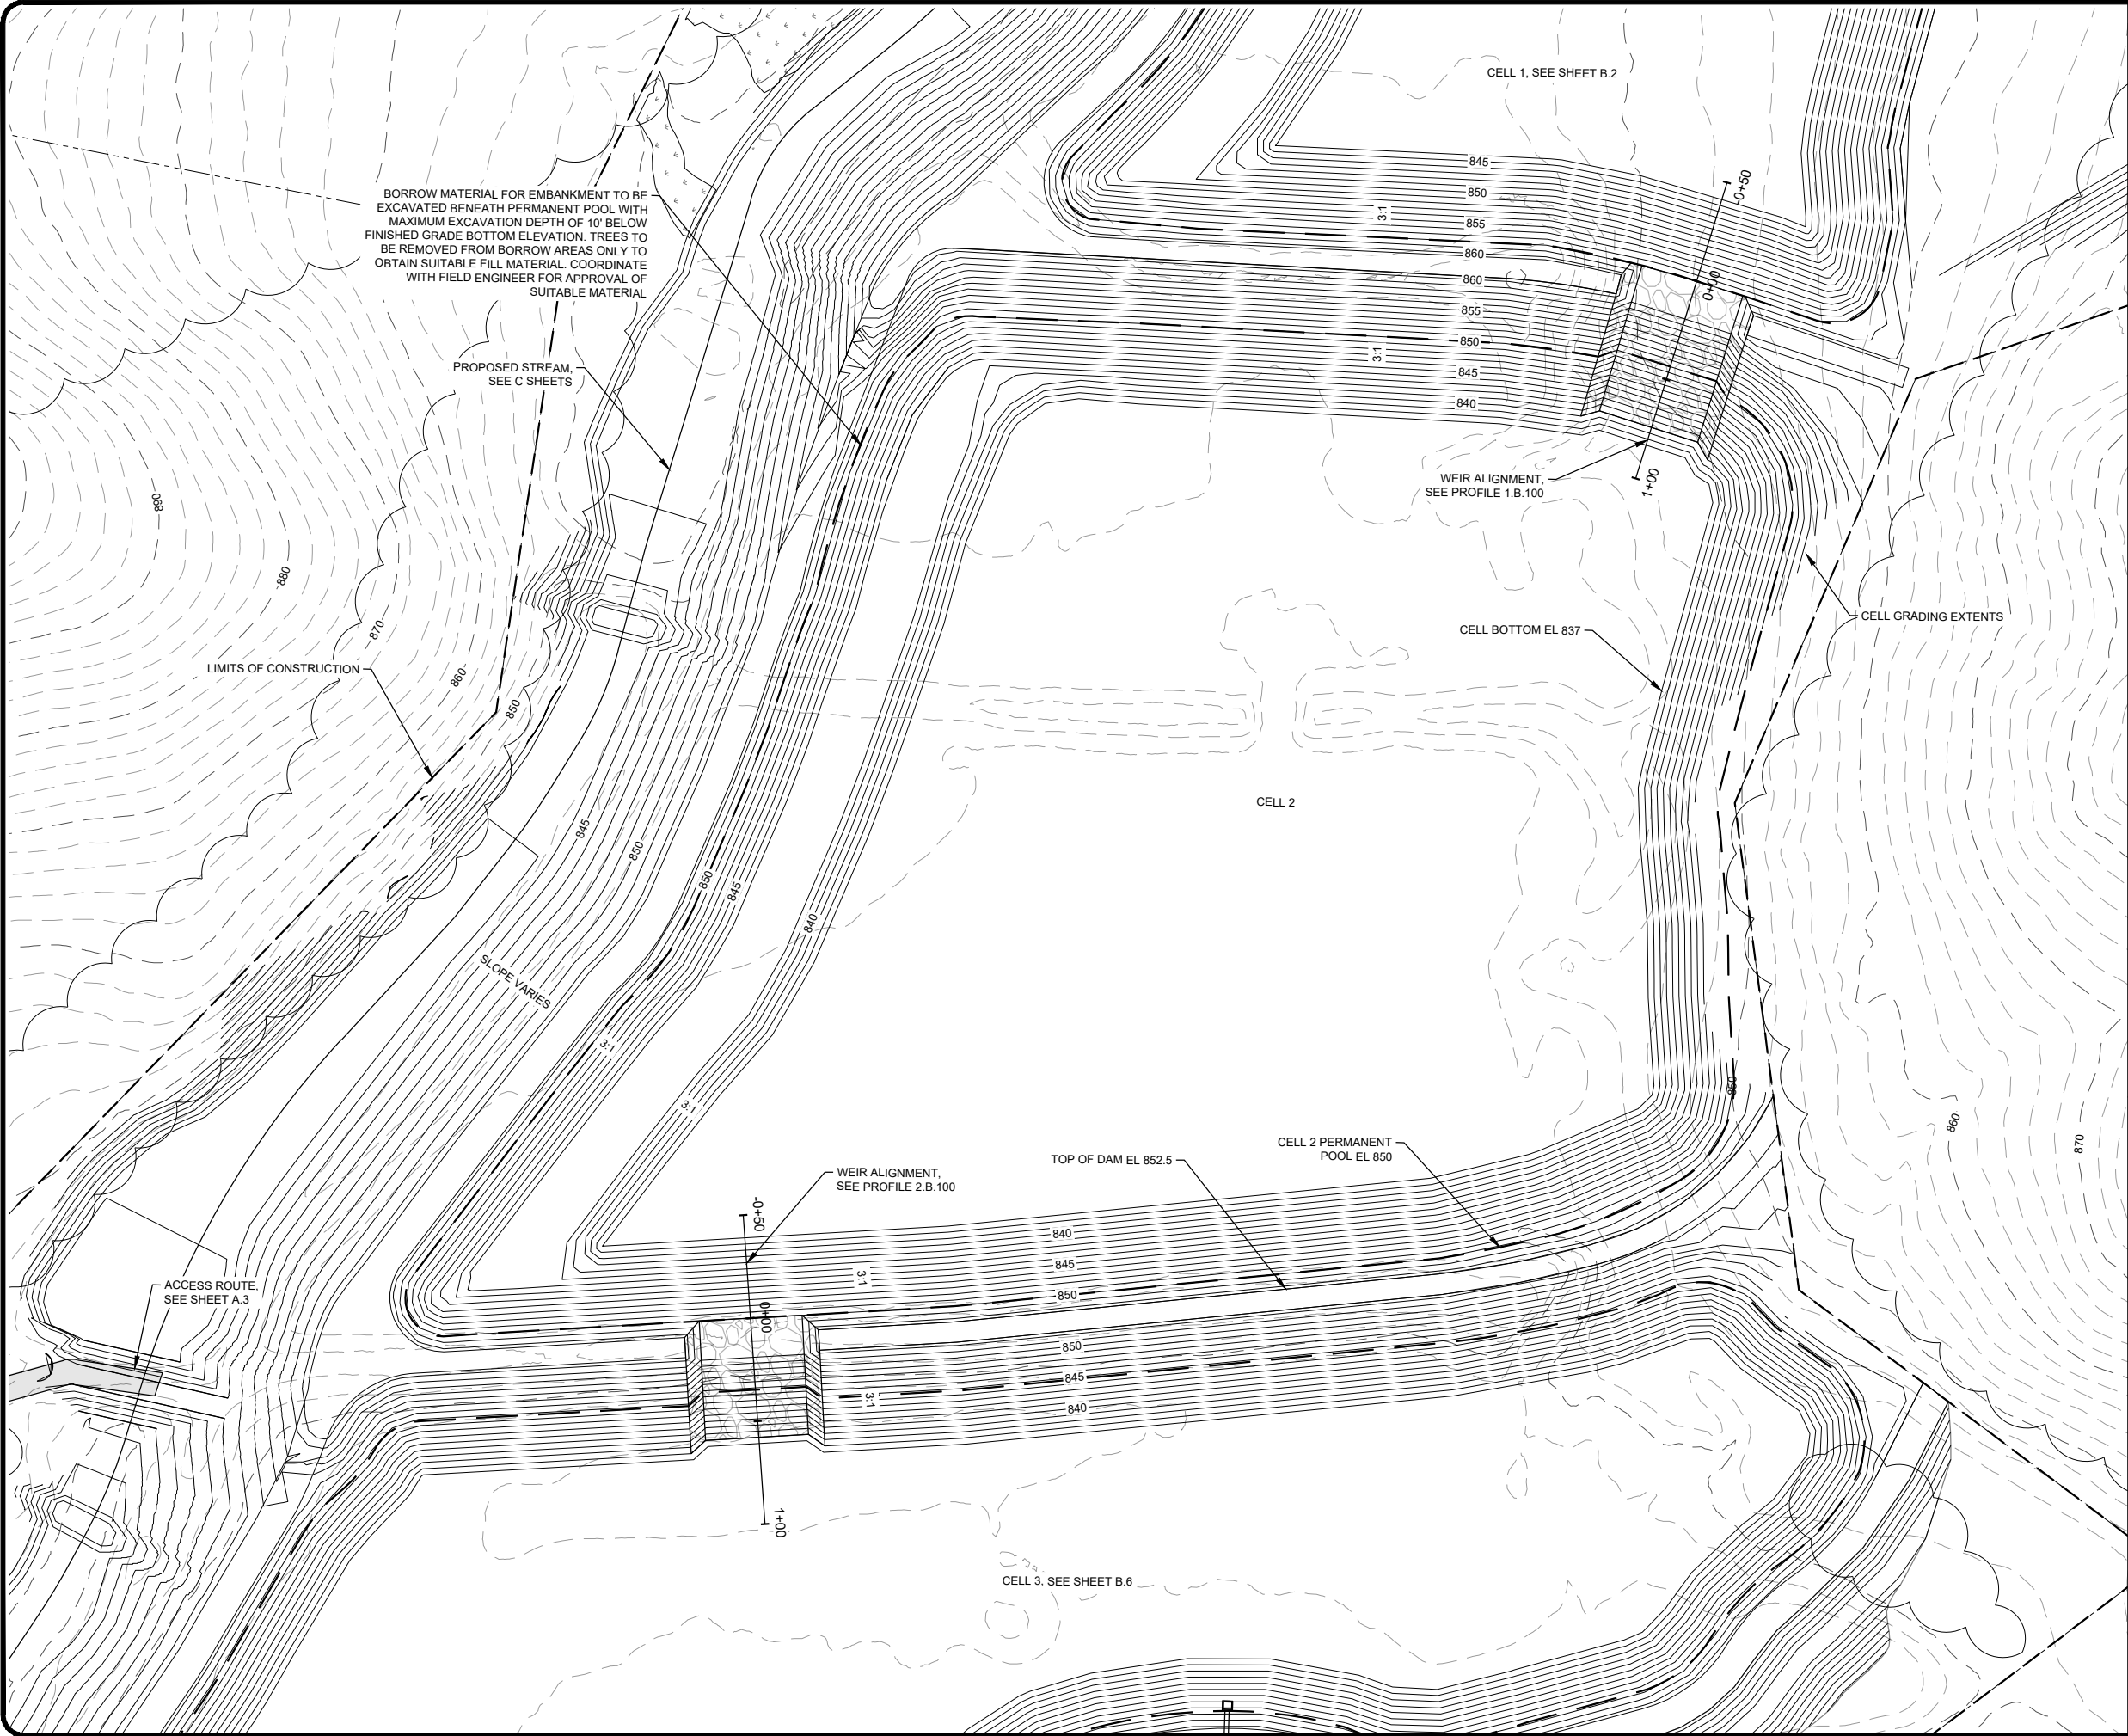 CELL 1, SEE SHEET B.2
845
850
3:1
855
860
-0+50
0+00
BORROW MATERIAL FOR EMBANKMENT TO BE
EXCAVATED BENEATH PERMANENT POOL WITH
MAXIMUM EXCAVATION DEPTH OF 10' BELOW
FINISHED GRADE BOTTOM ELEVATION. TREES TO
BE REMOVED FROM BORROW AREAS ONLY TO
OBTAIN SUITABLE FILL MATERIAL. COORDINATE
WITH FIELD ENGINEER FOR APPROVAL OF
SUITABLE MATERIAL
860
855
850
3:1
845
840
PROPOSED STREAM,
SEE C SHEETS
WEIR ALIGNMENT,
SEE PROFILE 1.B.100
1+00
890
880
870
860
850
LIMITS OF CONSTRUCTION
CELL GRADING EXTENTS
CELL BOTTOM EL 837
CELL 2
845
850
850
845
840
SLOPE VARIES
3:1
3:1
850
860
870
CELL 2 PERMANENT
POOL EL 850
TOP OF DAM EL 852.5
WEIR ALIGNMENT,
SEE PROFILE 2.B.100
-0+50
840
845
3:1
850
0+00
ACCESS ROUTE,
SEE SHEET A.3
850
845
3:1
840
1+00
CELL 3, SEE SHEET B.6